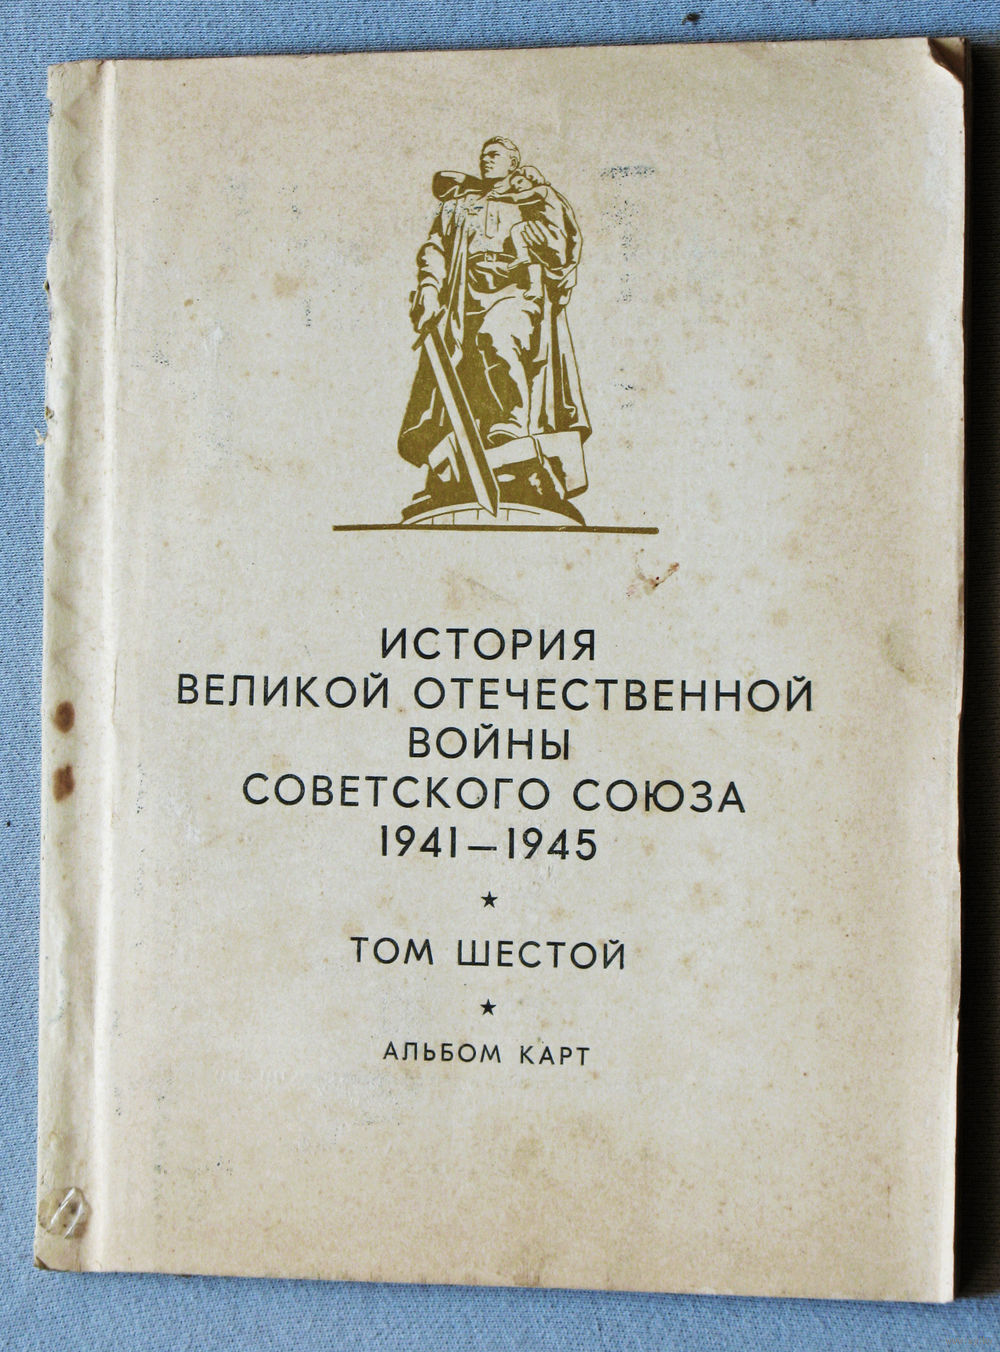 ИСТОРИЯ
ВЕЛИКОЙ ОТЕЧЕСТВЕННОЙ
ВОЙНЫ
СОВЕТСКОГО СОЮЗА
1941—1945
★
ТОМ ШЕСТОЙ
★
АЛЬБОМ КАРТ